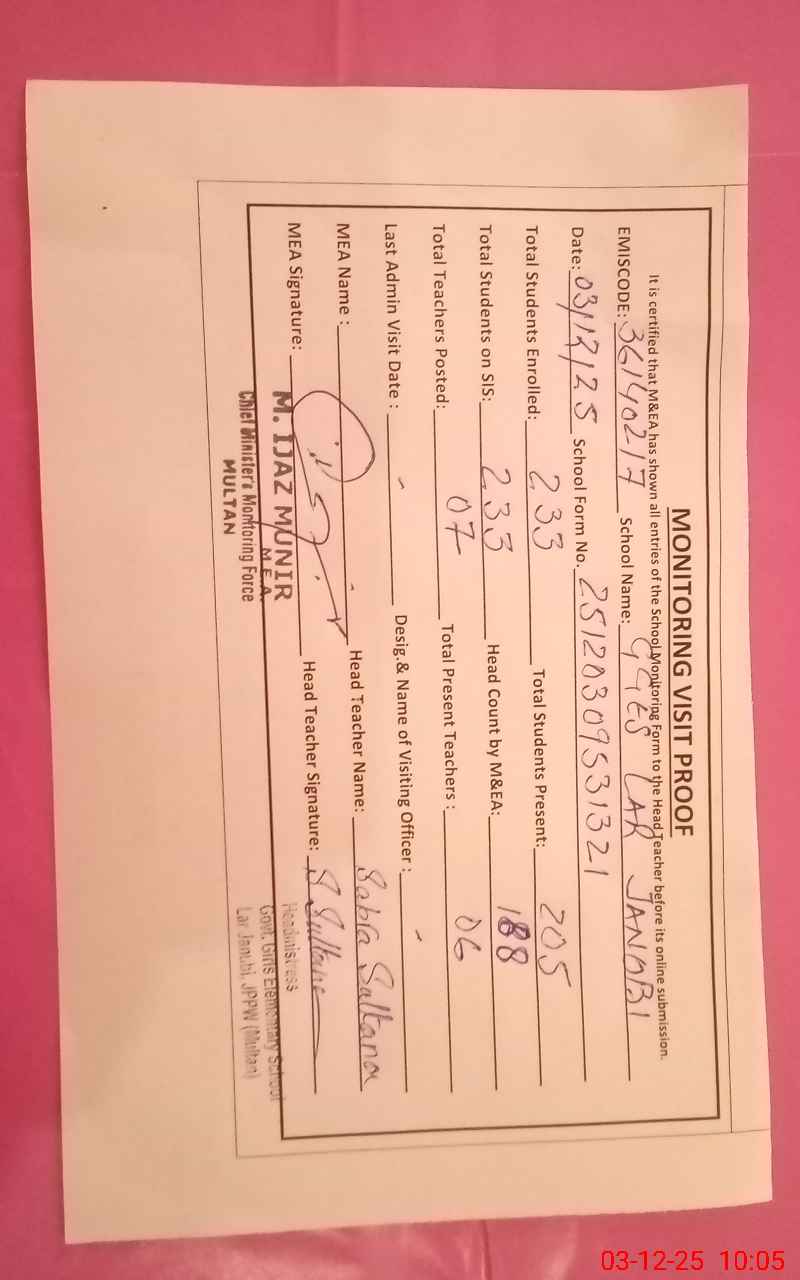 MONITORING VISIT PROOF
It is certified that M&EA has shown all entries of the School Monitoring Form to the Head Teacher before its online submission.
EMISCODE: 36140217 School Name: GGES LAR JANOBI
Date: 03/12/25 School Form No. 25120309531321
Total Students Enrolled: 233 Total Students Present: 205
Total Students on SIS: 233 Head Count by M&EA: 188
Total Teachers Posted: 07 Total Present Teachers : 06
Last Admin Visit Date : - Desig.& Name of Visiting Officer : -
MEA Name : Head Teacher Name: Sabra Sultana
MEA Signature: Head Teacher Signature: S Sultana
M. IJAZ MUNIR
M.E.A.
Chief Minister's Monitoring Force
MULTAN
Headmistress
Govt. Girls Elementary School
Lar Janubi, JPPW (Multan)
03-12-25 10:05